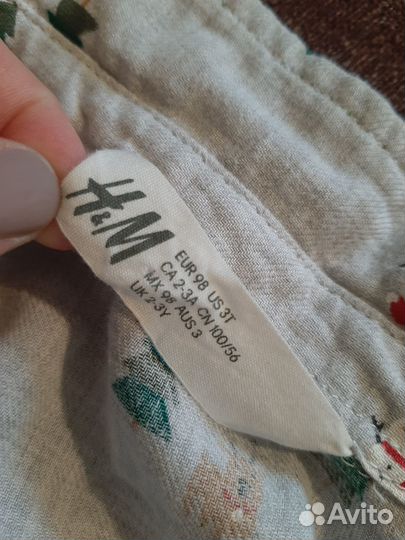 H&M
EUR 98 US 3T
CA 2-3A CN 100/56
MX 98 AUS 3
UK 2-3Y
Avito